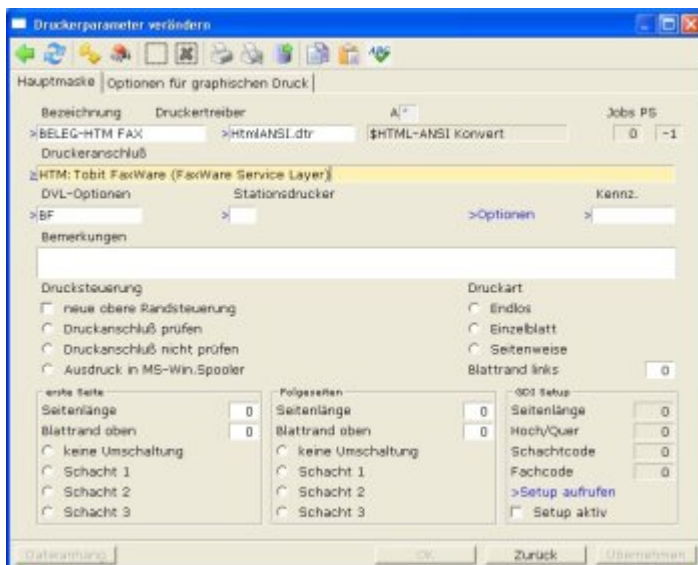 Druckerparameter verändern
Hauptmaske Optionen für graphischen Druck
Bezeichnung Druckertreiber A * Jobs PS
>BELEG-HTM FAX >HtmlANSI.dtr $HTML-ANSI Konvert 0 -1
Druckeranschluß
≥HTM: Tobit FaxWare (FaxWare Service Layer)
DVL-Optionen Stationsdrucker Kennz.
>BF > >Optionen >
Bemerkungen
Drucksteuerung Druckart
neue obere Randsteuerung Endlos
Druckanschluß prüfen Einzelblatt
Druckanschluß nicht prüfen Seitenweise
Ausdruck in MS-Win.Spooler Blattrand links 0
erste Seite Folgeseiten GDI Setup
Seitenlänge 0 Seitenlänge 0 Seitenlänge 0
Blattrand oben 0 Blattrand oben 0 Hoch/Quer 0
keine Umschaltung keine Umschaltung Schachtcode 0
Schacht 1 Schacht 1 Fachcode 0
Schacht 2 Schacht 2 >Setup aufrufen
Schacht 3 Schacht 3 Setup aktiv
Dateianhang OK Zurück Übernehmen